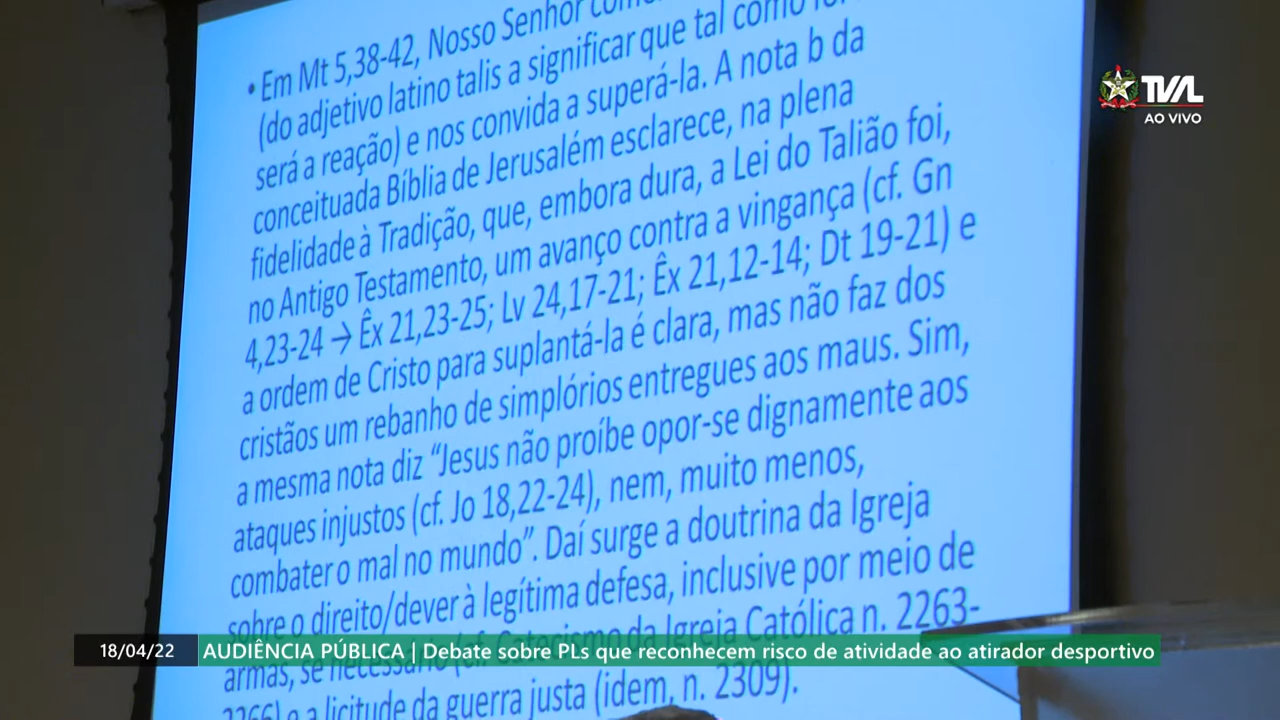 • Em Mt 5,38-42, Nosso Senhor
(do adjetivo latino talis a significar que tal como
será a reação) e nos convida a superá-la. A nota b da
conceituada Bíblia de Jerusalém esclarece, na plena
fidelidade à Tradição, que, embora dura, a Lei do Talião foi,
no Antigo Testamento, um avanço contra a vingança (cf. Gn
4,23-24 → Êx 21,23-25; Lv 24,17-21; Êx 21,12-14; Dt 19-21) e
a ordem de Cristo para suplantá-la é clara, mas não faz dos
cristãos um rebanho de simplórios entregues aos maus. Sim,
a mesma nota diz “Jesus não proíbe opor-se dignamente aos
ataques injustos (cf. Jo 18,22-24), nem, muito menos,
combater o mal no mundo”. Daí surge a doutrina da Igreja
sobre o direito/dever à legítima defesa, inclusive por meio de
armas, se necessário (cf. Catecismo da Igreja Católica n. 2263-
2266) e a licitude da guerra justa (idem, n. 2309).
TVAL
AO VIVO
18/04/22
AUDIÊNCIA PÚBLICA | Debate sobre PLs que reconhecem risco de atividade ao atirador desportivo